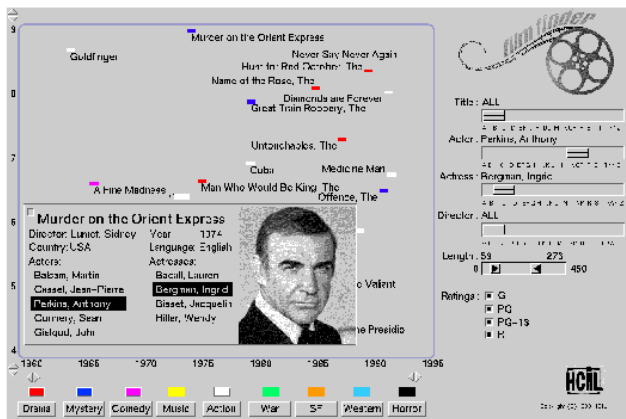 film finder
9
Murder on the Orient Express
Goldfinger
Never Say Never Again
Hunt for Red October, The
Name of the Rose, The
8
Diamonds are Forever
Great Train Robbery, The
Untouchables, The
7
Cuba
Medicine Man
A Fine Madness
Man Who Would Be King, The
Offence, The
6
Murder on the Orient Express
Director: Lumet, Sidney
Year 1974
Country: USA
Language: English
Actors:
Actresses:
Balsam, Martin
Bacall, Lauren
Cassel, Jean-Pierre
Bergman, Ingrid
Perkins, Anthony
Bisset, Jacquelin
Connery, Sean
Hiller, Wendy
Gielgud, John
5
Valiant
Presidio
4
1960
1965
1970
1975
1980
1985
1990
1995
Drama
Mystery
Comedy
Music
Action
War
SF
Western
Horror
Title : ALL
Actor : Perkins, Anthony
Actress : Bergman, Ingrid
Director : ALL
Length : 59 273
0 450
Ratings :
G
PG
PG-13
R
HCIL